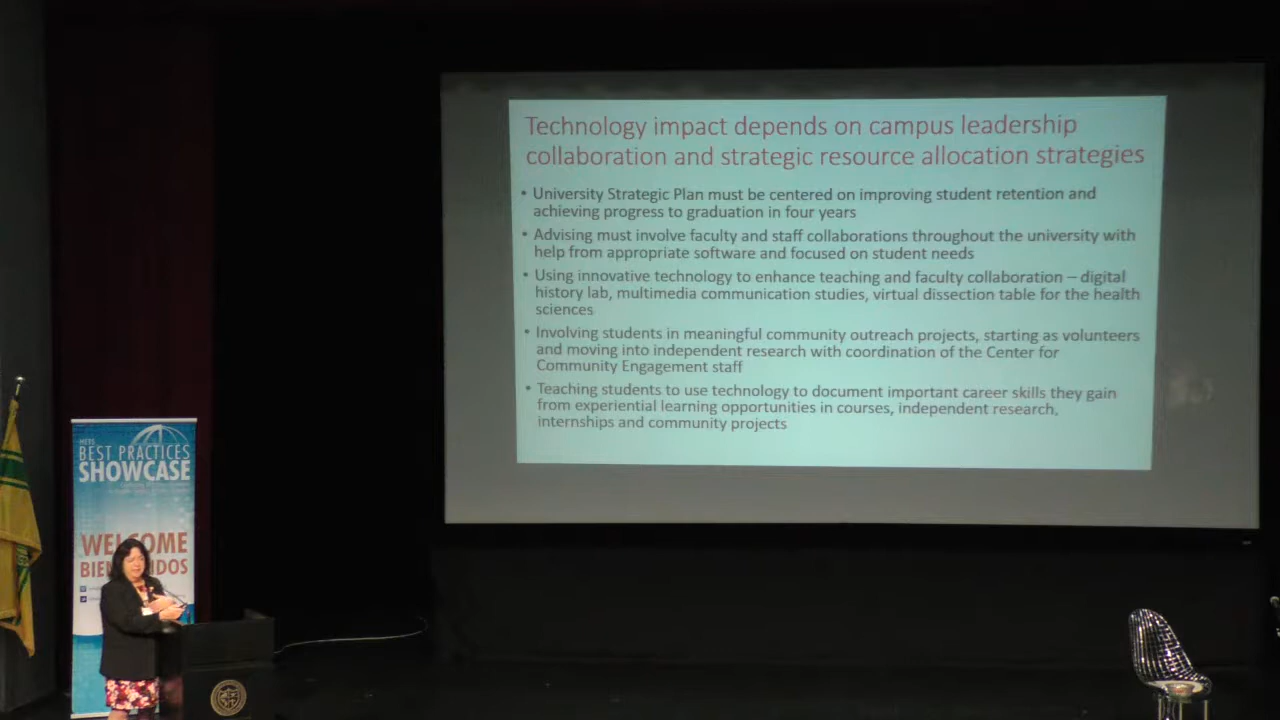 Technology impact depends on campus leadership
collaboration and strategic resource allocation strategies
• University Strategic Plan must be centered on improving student retention and
achieving progress to graduation in four years
• Advising must involve faculty and staff collaborations throughout the university with
help from appropriate software and focused on student needs
• Using innovative technology to enhance teaching and faculty collaboration – digital
history lab, multimedia communication studies, virtual dissection table for the health
sciences
• Involving students in meaningful community outreach projects, starting as volunteers
and moving into independent research with coordination of the Center for
Community Engagement staff
• Teaching students to use technology to document important career skills they gain
from experiential learning opportunities in courses, independent research,
internships and community projects
BEST PRACTICES
SHOWCASE
WELCOME